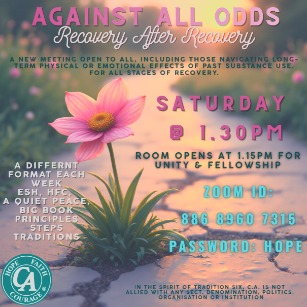 AGAINST ALL ODDS
Recovery After Recovery
A NEW MEETING OPEN TO ALL, INCLUDING THOSE NAVIGATING LONG-
TERM PHYSICAL OR EMOTIONAL EFFECTS OF PAST SUBSTANCE USE.
FOR ALL STAGES OF RECOVERY.
SATURDAY
@ 1.30PM
ROOM OPENS AT 1.15PM FOR
UNITY & FELLOWSHIP
A DIFFERNT
FORMAT EACH
WEEK
ESH, HFC,
A QUIET PEACE,
BIG BOOK
PRINCIPLES
STEPS
TRADITIONS
ZOOM ID:
886 8960 7315
PASSWORD: HOPE
HOPE FAITH
CA
COURAGE
IN THE SPIRIT OF TRADITION SIX, C.A. IS NOT
ALLIED WITH ANY SECT, DENOMINATION, POLITICS,
ORGANISATION OR INSTITUTION